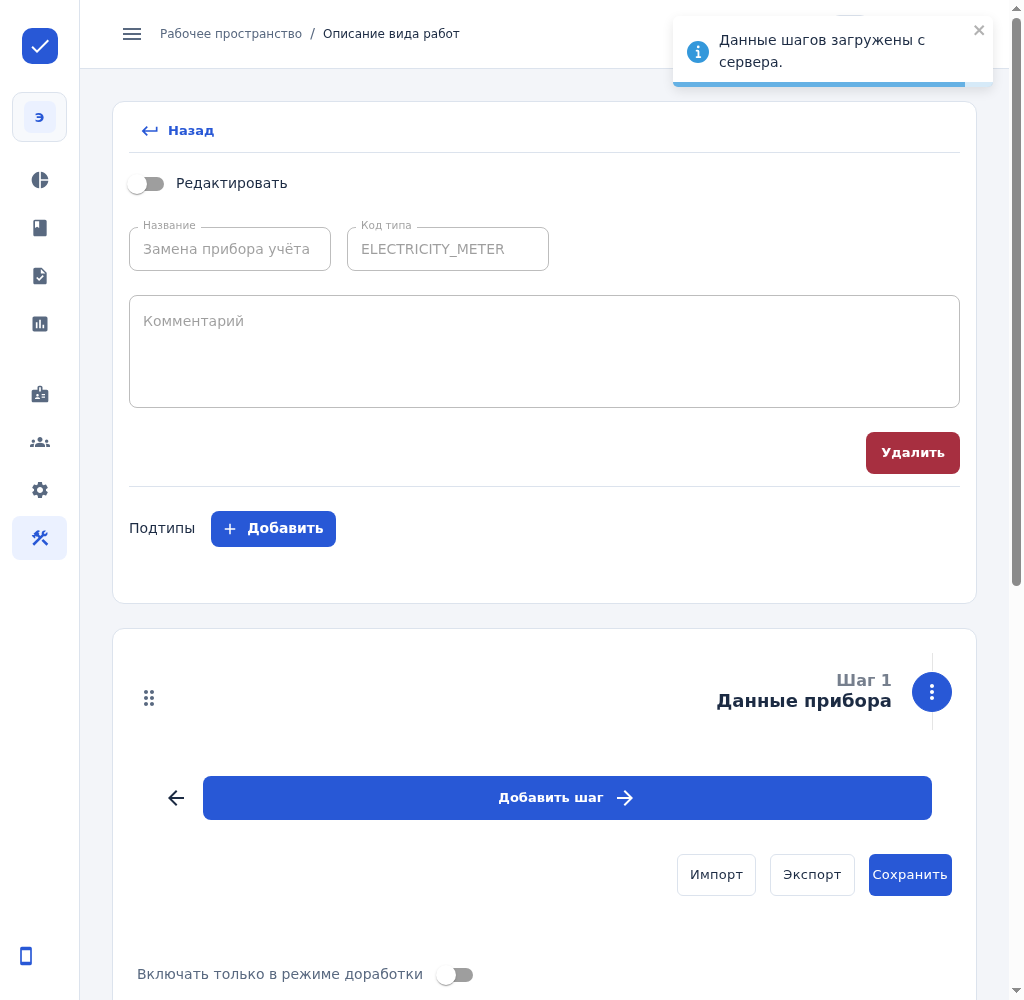 Рабочее пространство / Описание вида работ
Данные шагов загружены с
сервера.
Э
Назад
Редактировать
Название
Замена прибора учёта
Код типа
ELECTRICITY_METER
Комментарий
Удалить
Подтипы
Добавить
Шаг 1
Данные прибора
Добавить шаг
Импорт
Экспорт
Сохранить
Включать только в режиме доработки